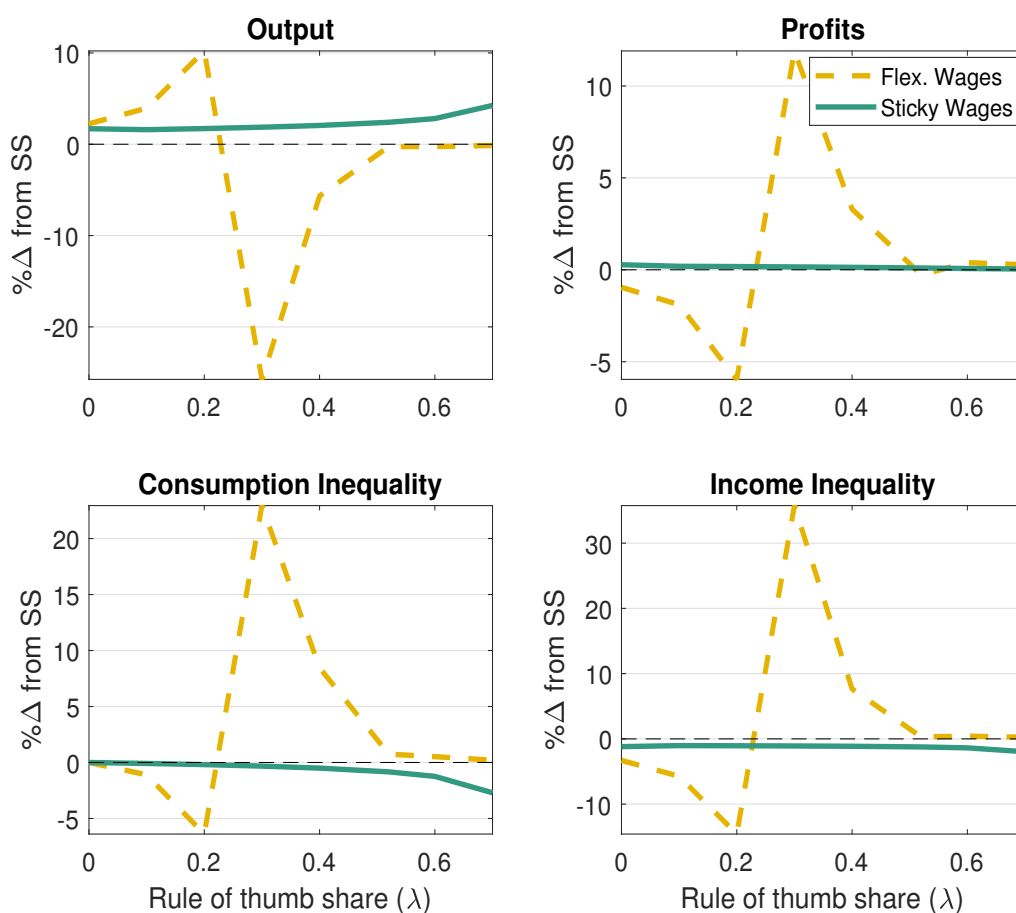 Output
%Δ from SS
10
0
-10
-20
0
0.2
0.4
0.6
Profits
%Δ from SS
10
5
0
-5
0
0.2
0.4
0.6
Flex. Wages
Sticky Wages
Consumption Inequality
%Δ from SS
20
15
10
5
0
-5
0
0.2
0.4
0.6
Rule of thumb share (λ)
Income Inequality
%Δ from SS
30
20
10
0
-10
0
0.2
0.4
0.6
Rule of thumb share (λ)